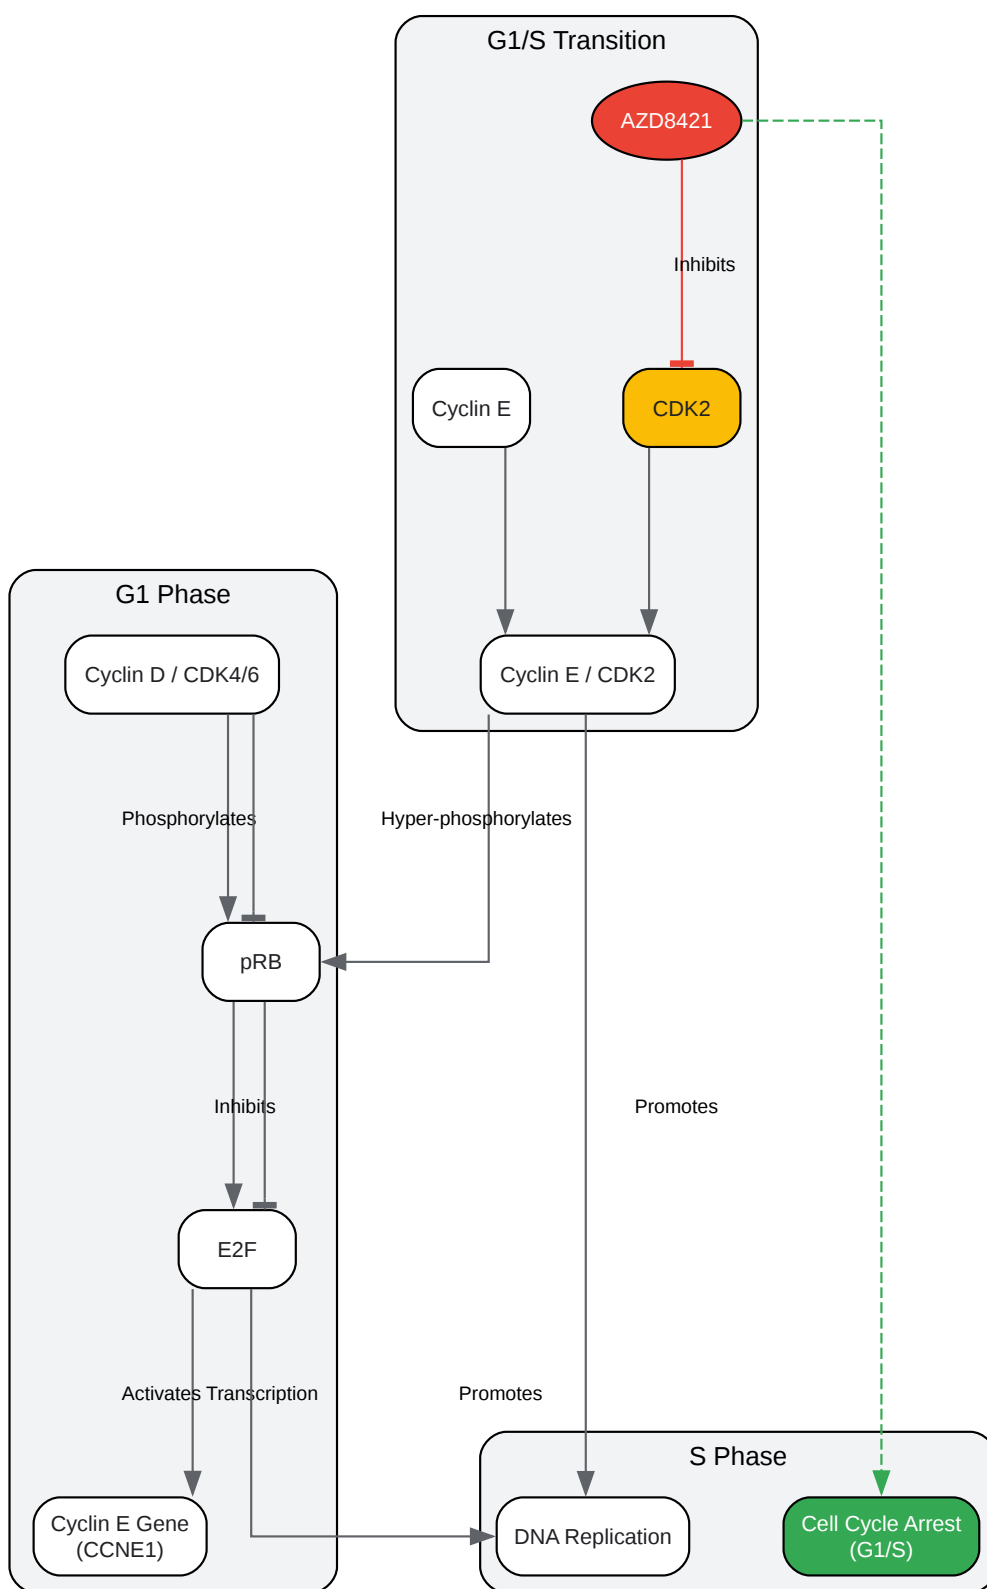 G1/S Transition
AZD8421
Inhibits
Cyclin E
CDK2
G1 Phase
Cyclin D / CDK4/6
Cyclin E / CDK2
Phosphorylates
Hyper-phosphorylates
pRB
Inhibits
Promotes
E2F
Activates Transcription
Promotes
S Phase
Cyclin E Gene
(CCNE1)
DNA Replication
Cell Cycle Arrest
(G1/S)